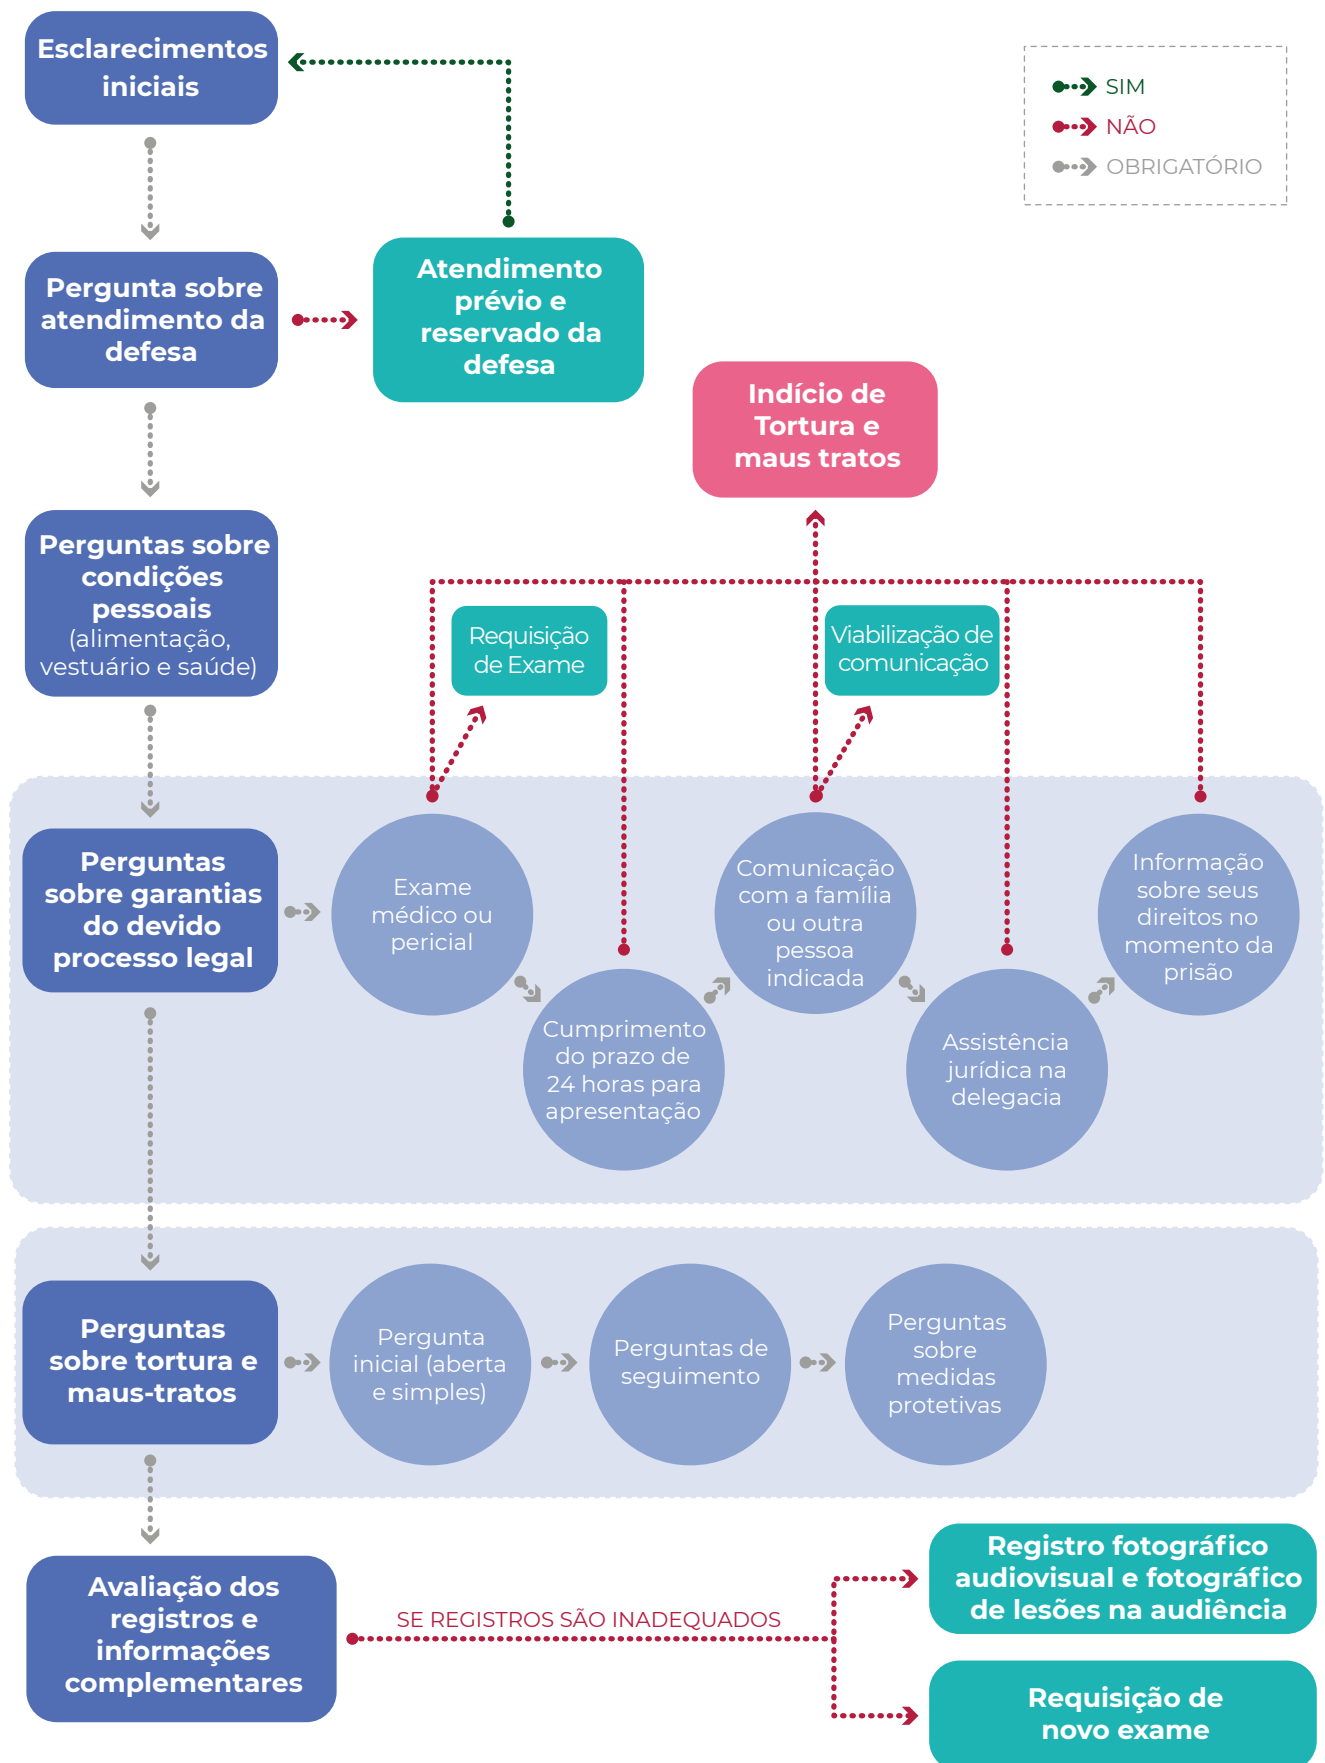 Esclarecimentos
iniciais
SIM
NÃO
OBRIGATÓRIO
Pergunta sobre
atendimento da
defesa
Atendimento
prévio e
reservado da
defesa
Indício de
Tortura e
maus tratos
Perguntas sobre
condições
pessoais
(alimentação,
vestuário e saúde)
Requisição
de Exame
Viabilização de
comunicação
Perguntas
sobre garantias
do devido
processo legal
Exame
médico ou
pericial
Cumprimento
do prazo de
24 horas para
apresentação
Comunicação
com a família
ou outra
pessoa
indicada
Assistência
jurídica na
delegacia
Informação
sobre seus
direitos no
momento da
prisão
Perguntas
sobre tortura e
maus-tratos
Pergunta
inicial (aberta
e simples)
Perguntas de
seguimento
Perguntas
sobre
medidas
protetivas
Avaliação dos
registros e
informações
complementares
SE REGISTROS SÃO INADEQUADOS
Registro fotográfico
audiovisual e fotográfico
de lesões na audiência
Requisição de
novo exame